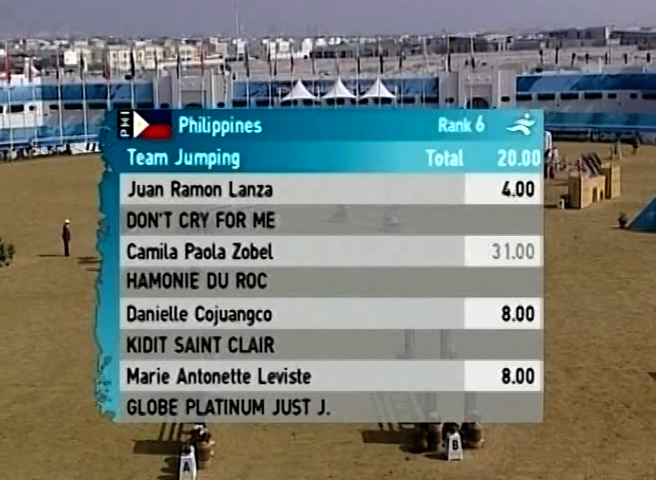 PHI Philippines Rank 6
Team Jumping Total 20.00
Juan Ramon Lanza 4.00
DON'T CRY FOR ME
Camila Paola Zobel 31.00
HAMONIE DU ROC
Danielle Cojuangco 8.00
KIDIT SAINT CLAIR
Marie Antonette Leviste 8.00
GLOBE PLATINUM JUST J.
A B